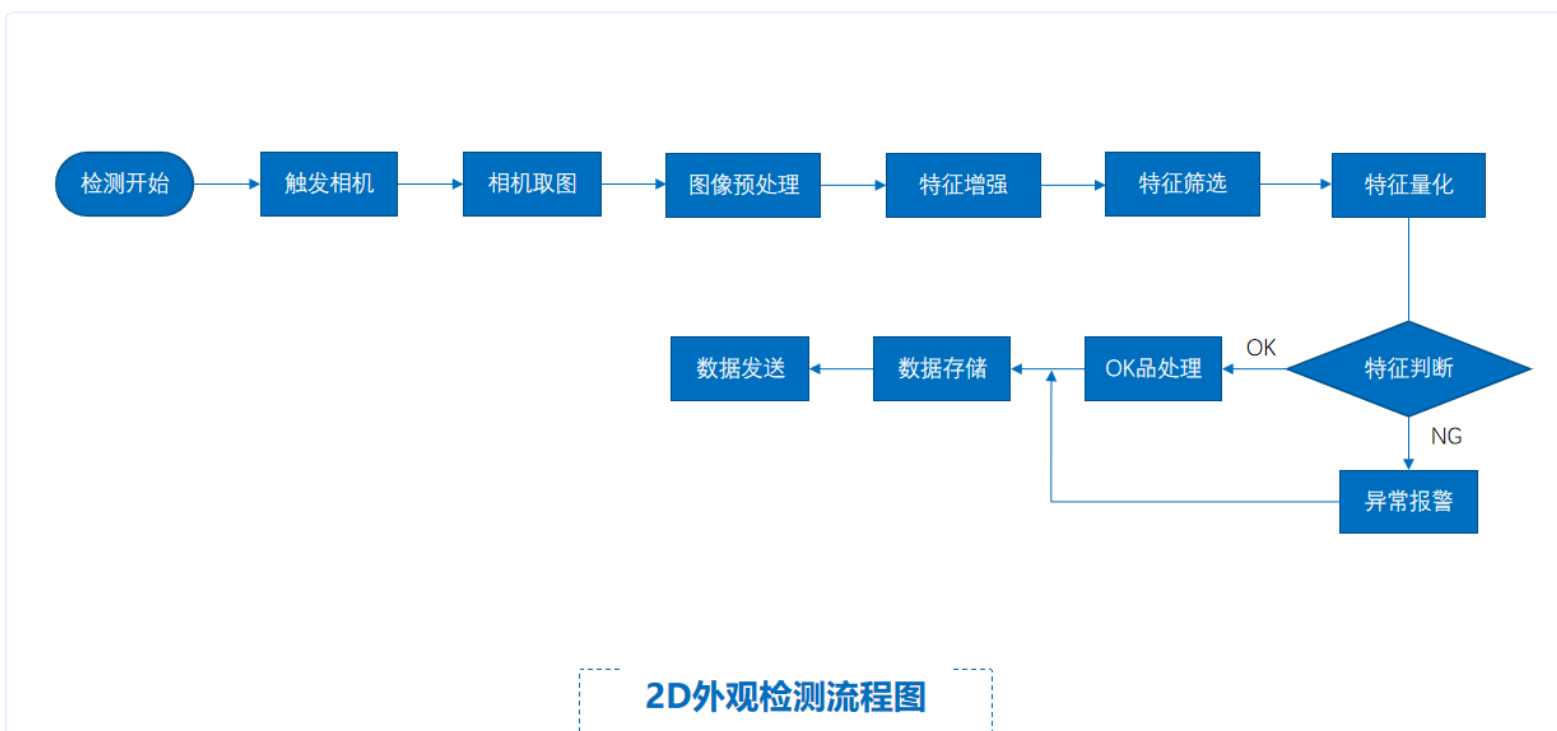 检测开始
触发相机
相机取图
图像预处理
特征增强
特征筛选
特征量化
数据发送
数据存储
OK品处理
OK
特征判断
NG
异常报警
2D外观检测流程图